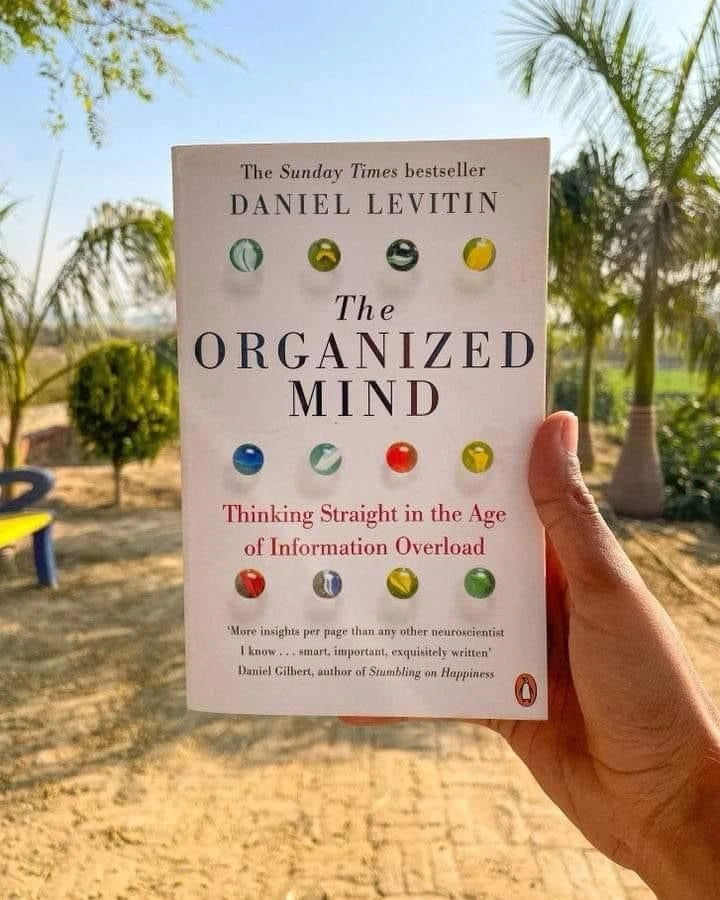 The Sunday Times bestseller
DANIEL LEVITIN
The
ORGANIZED
MIND
Thinking Straight in the Age
of Information Overload
‘More insights per page than any other neuroscientist
I know . . . smart, important, exquisitely written’
Daniel Gilbert, author of Stumbling on Happiness